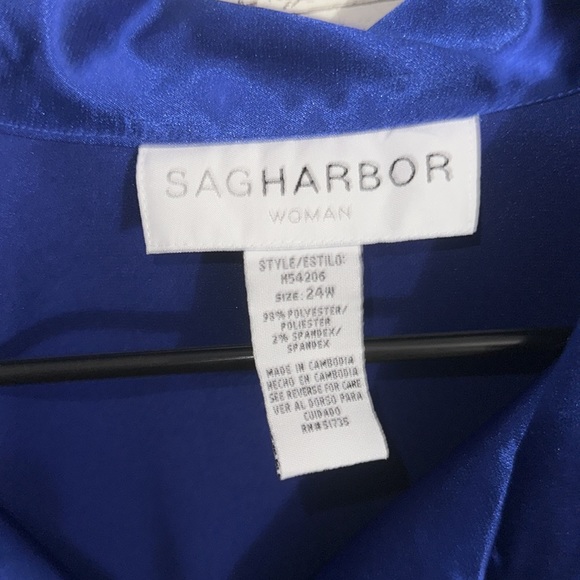 SAGHARBOR
WOMAN
STYLE/ESTILO:
H54206
SIZE: 24W
98% POLYESTER/
POLIESTER
2% SPANDEX/
SPANDEX
MADE IN CAMBODIA
HECHO EN CAMBODIA
SEE REVERSE FOR CARE
VER AL DORSO PARA
CUIDADO
RN#51735